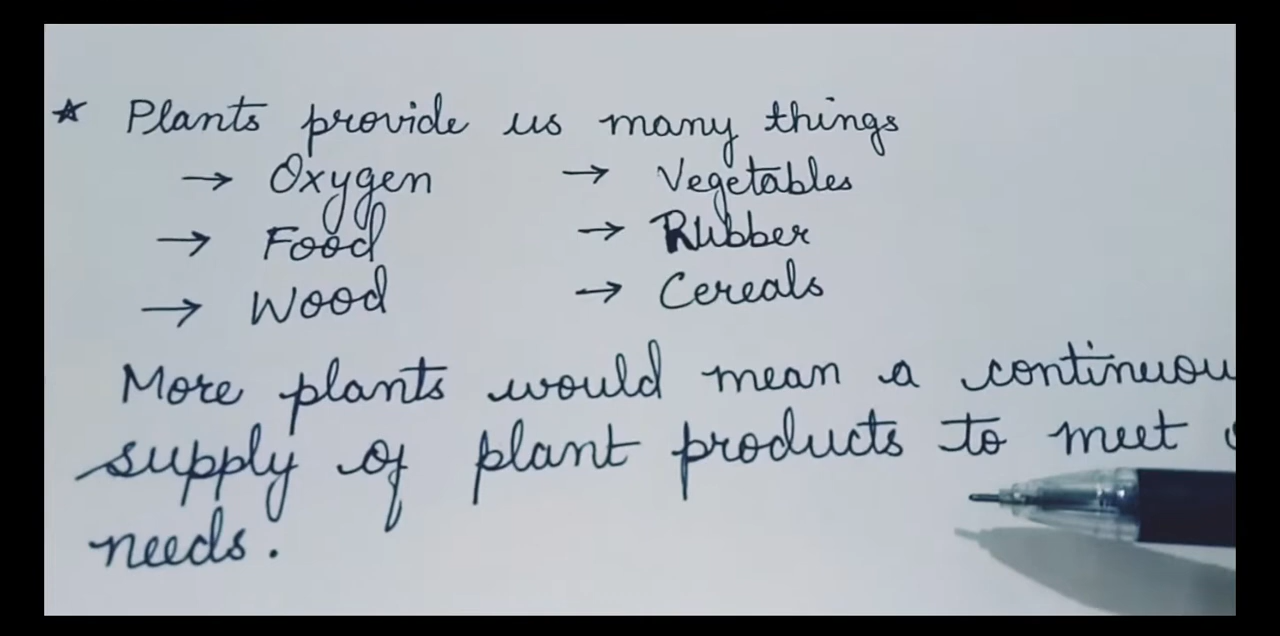 * Plants provide us many things
→ Oxygen → Vegetables
→ Food → Rubber
→ Wood → Cereals
More plants would mean a continuou
supply of plant products to meet
needs.